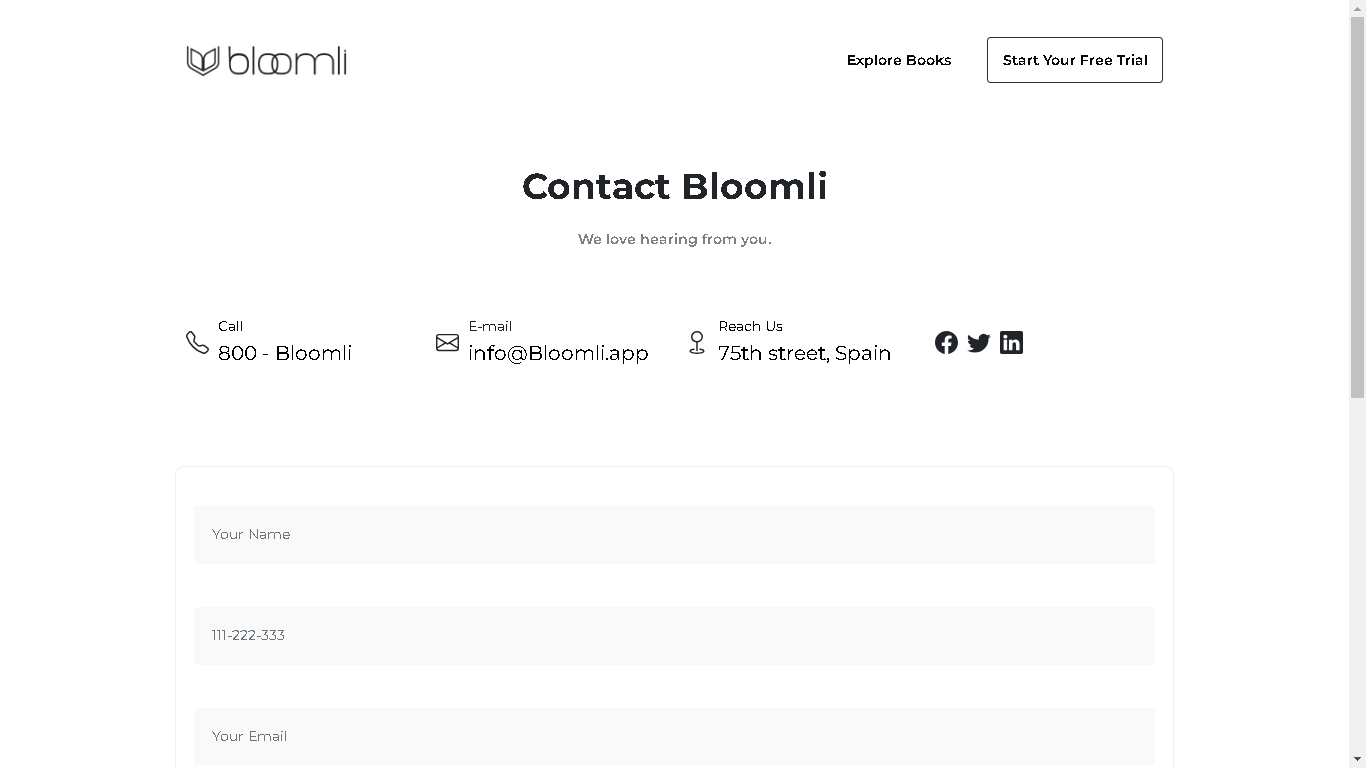 bloomli
Explore Books
Start Your Free Trial
Contact Bloomli
We love hearing from you.
Call
800 - Bloomli
E-mail
info@Bloomli.app
Reach Us
75th street, Spain
Your Name
111-222-333
Your Email